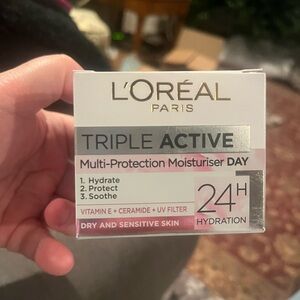 L'ORÉAL
PARIS
TRIPLE ACTIVE
Multi-Protection Moisturiser DAY
1. Hydrate
2. Protect
3. Soothe
VITAMIN E + CERAMIDE + UV FILTER
DRY AND SENSITIVE SKIN
24H
HYDRATION